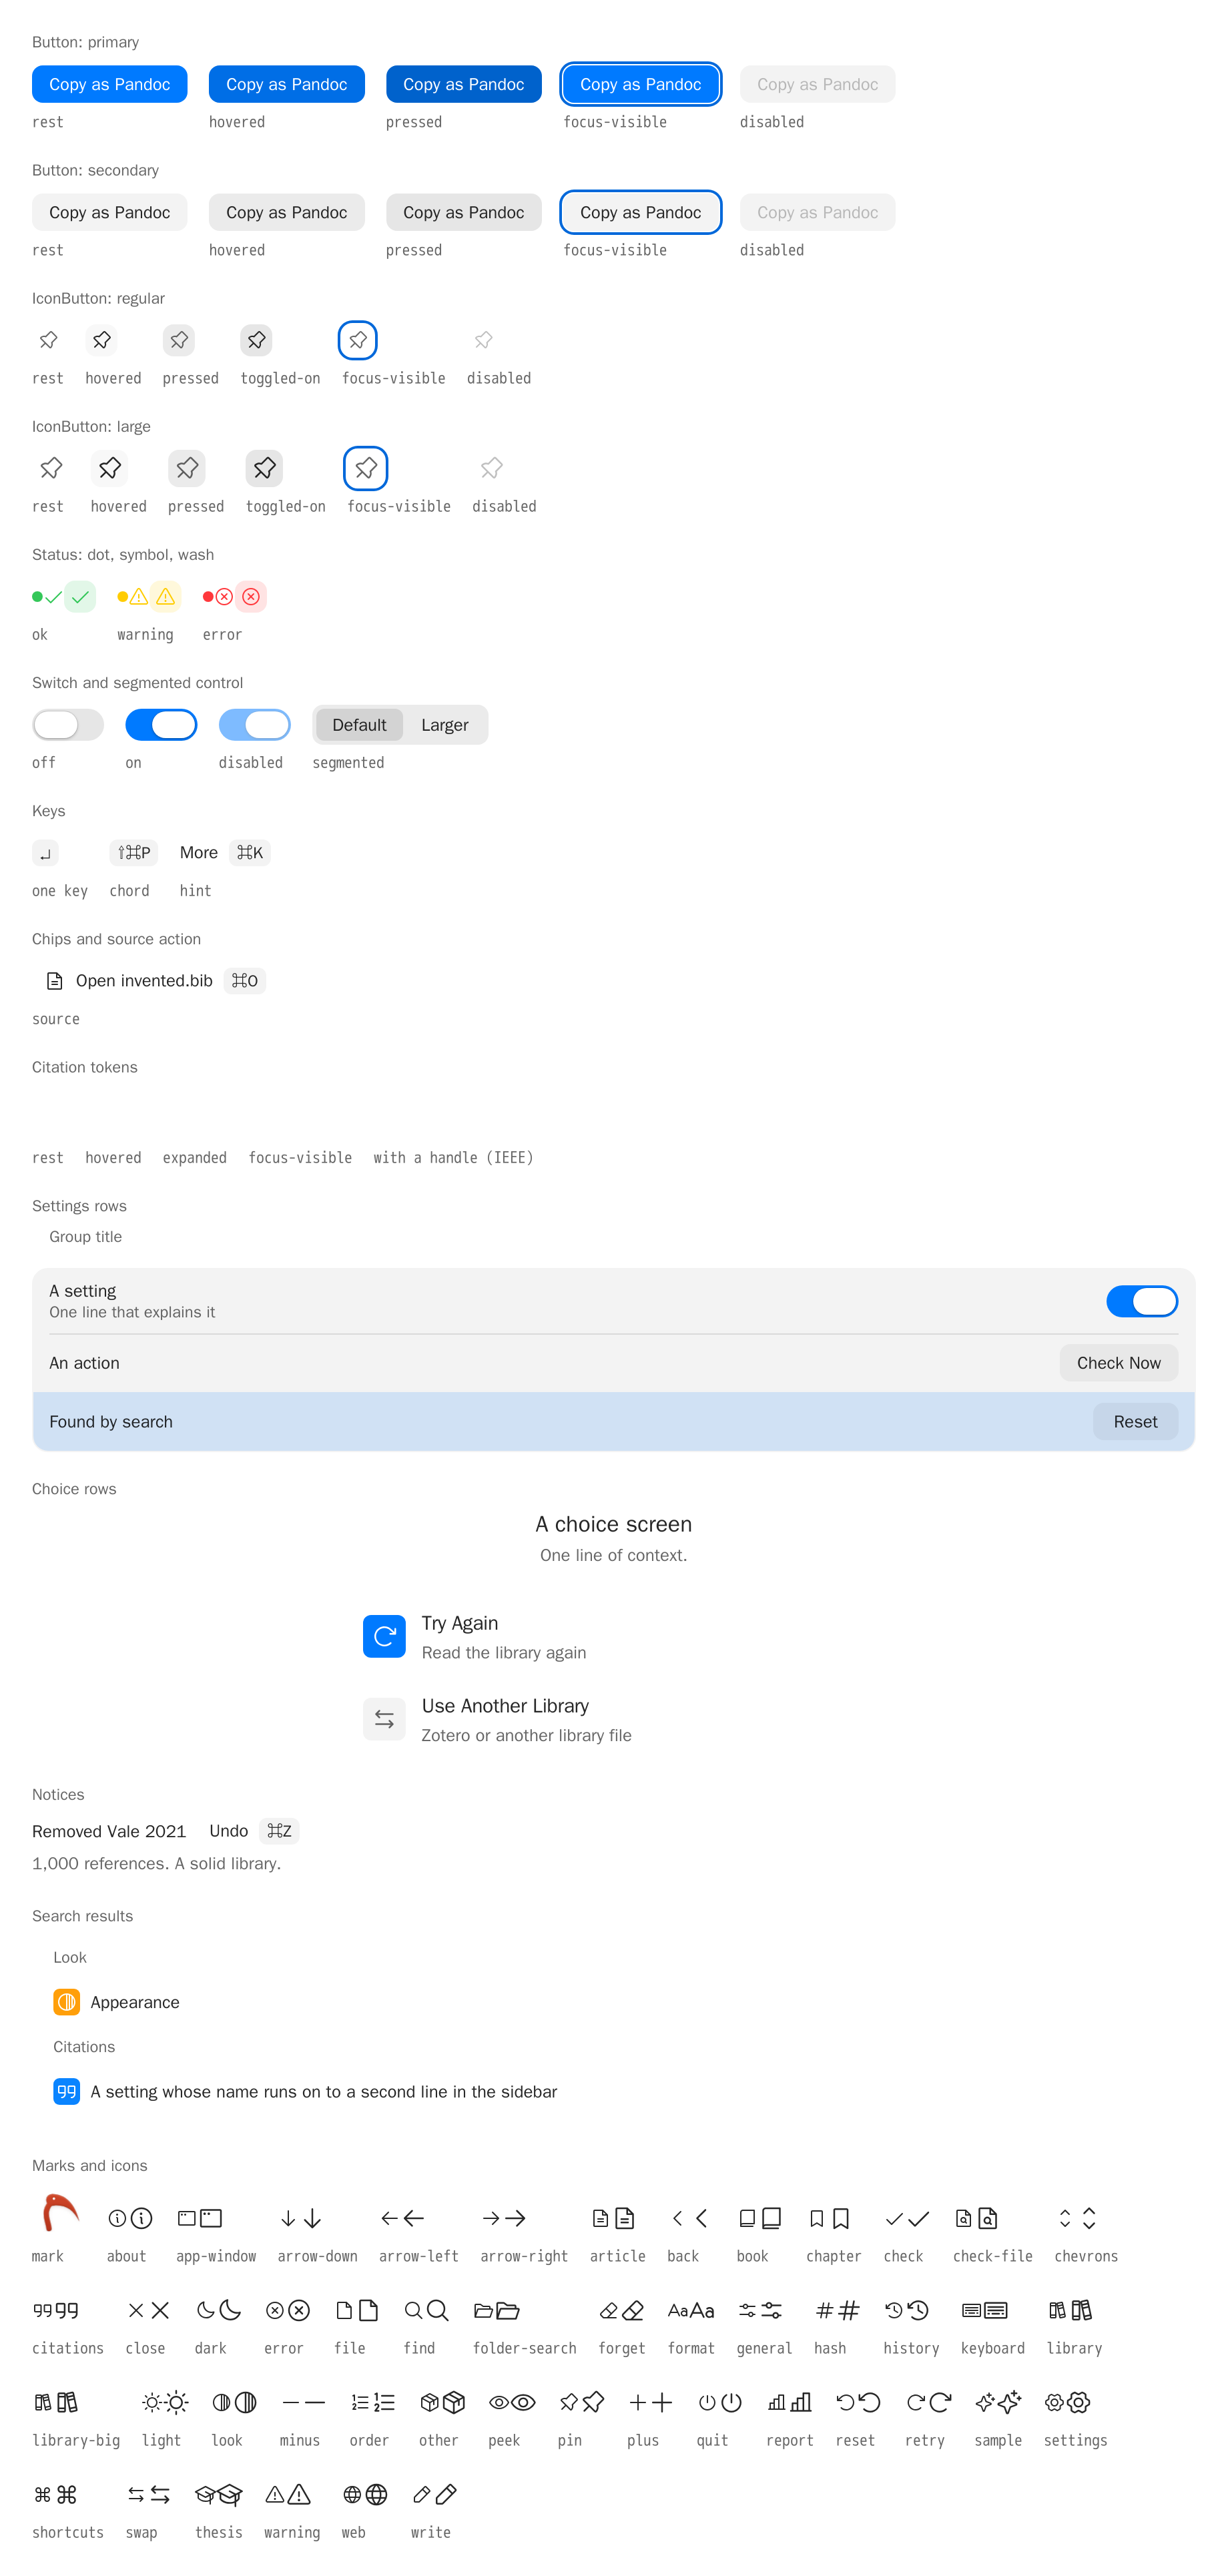 Button: primary
Copy as Pandoc Copy as Pandoc Copy as Pandoc Copy as Pandoc Copy as Pandoc
rest hovered pressed focus-visible disabled
Button: secondary
Copy as Pandoc Copy as Pandoc Copy as Pandoc Copy as Pandoc Copy as Pandoc
rest hovered pressed focus-visible disabled
IconButton: regular
rest hovered pressed toggled-on focus-visible disabled
IconButton: large
rest hovered pressed toggled-on focus-visible disabled
Status: dot, symbol, wash
ok warning error
Switch and segmented control
Default Larger
off on disabled segmented
Keys
↵ ⇧⌘P More ⌘K
one key chord hint
Chips and source action
Open invented.bib ⌘O
source
Citation tokens
rest hovered expanded focus-visible with a handle (IEEE)
Settings rows
Group title
A setting
One line that explains it
An action Check Now
Found by search Reset
Choice rows
A choice screen
One line of context.
Try Again
Read the library again
Use Another Library
Zotero or another library file
Notices
Removed Vale 2021 Undo ⌘Z
1,000 references. A solid library.
Search results
Look
Appearance
Citations
A setting whose name runs on to a second line in the sidebar
Marks and icons
mark about app-window arrow-down arrow-left arrow-right article back book chapter check check-file chevrons
citations close dark error file find folder-search forget format general hash history keyboard library
library-big light look minus order other peek pin plus quit report reset retry sample settings
shortcuts swap thesis warning web write